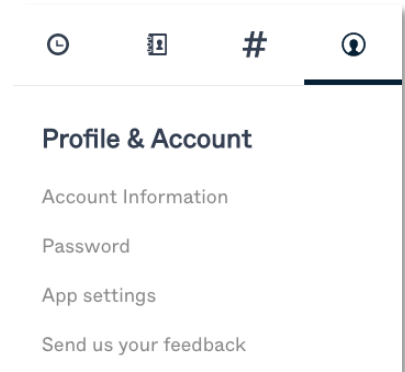 #
Profile & Account
Account Information
Password
App settings
Send us your feedback